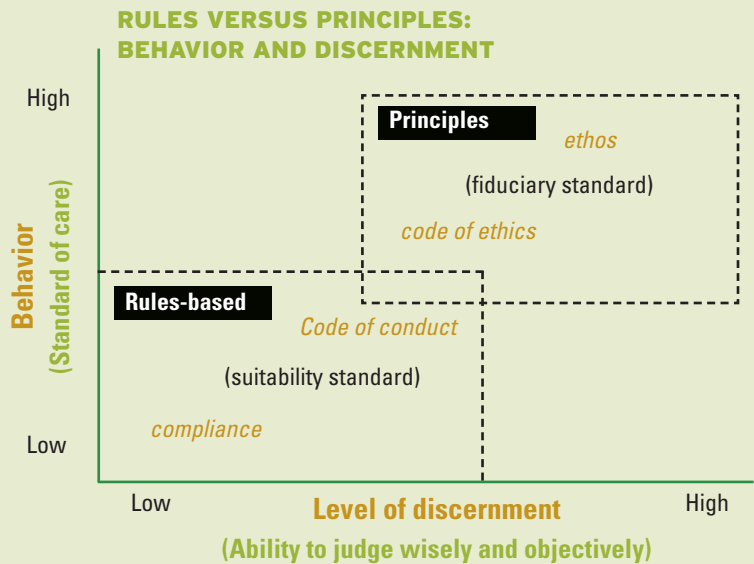 RULES VERSUS PRINCIPLES:
BEHAVIOR AND DISCERNMENT
High
Principles
ethos
(fiduciary standard)
code of ethics
Behavior
(Standard of care)
Rules-based
Code of conduct
(suitability standard)
compliance
Low
Low
Level of discernment
High
(Ability to judge wisely and objectively)